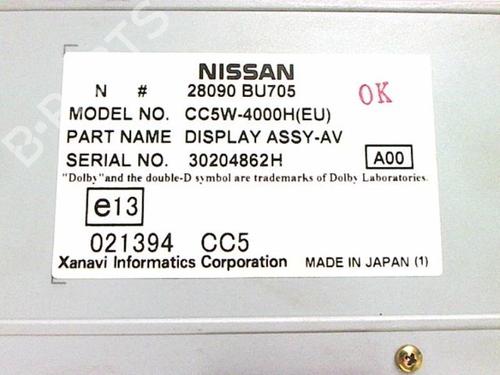 B-PARTS
NISSAN
N # 28090 BU705
OK
MODEL NO. CC5W-4000H(EU)
PART NAME DISPLAY ASSY-AV
SERIAL NO. 30204862H
A00
"Dolby"and the double-D symbol are trademarks of Dolby Laboratories.
e13
021394 CC5
Xanavi Informatics Corporation MADE IN JAPAN (1)